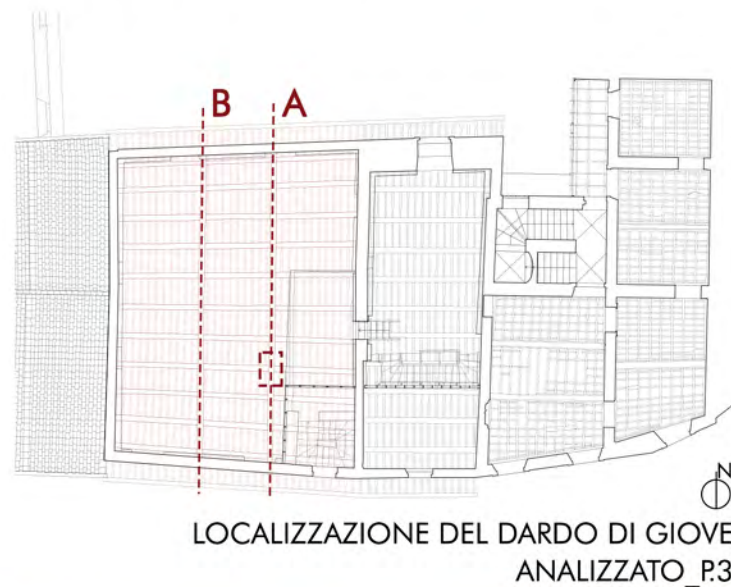 B A
N
LOCALIZZAZIONE DEL DARDO DI GIOVE
ANALIZZATO_P.3